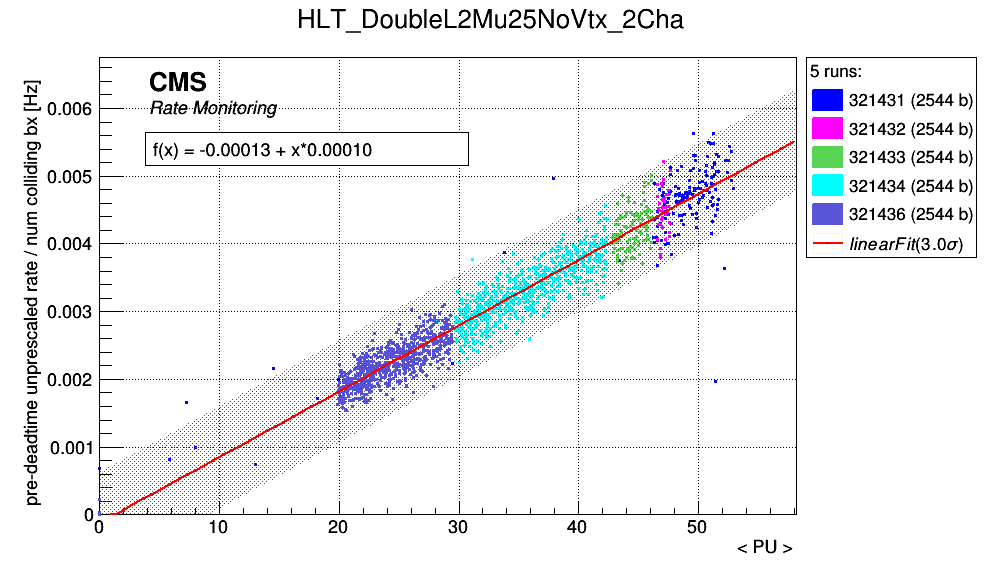 HLT_DoubleL2Mu25NoVtx_2Cha
CMS
Rate Monitoring
f(x) = -0.00013 + x*0.00010
pre-deadtime unprescaled rate / num colliding bx [Hz]
0.006
0.005
0.004
0.003
0.002
0.001
0
0 10 20 30 40 50
< PU >
5 runs:
321431 (2544 b)
321432 (2544 b)
321433 (2544 b)
321434 (2544 b)
321436 (2544 b)
linearFit(3.0σ)